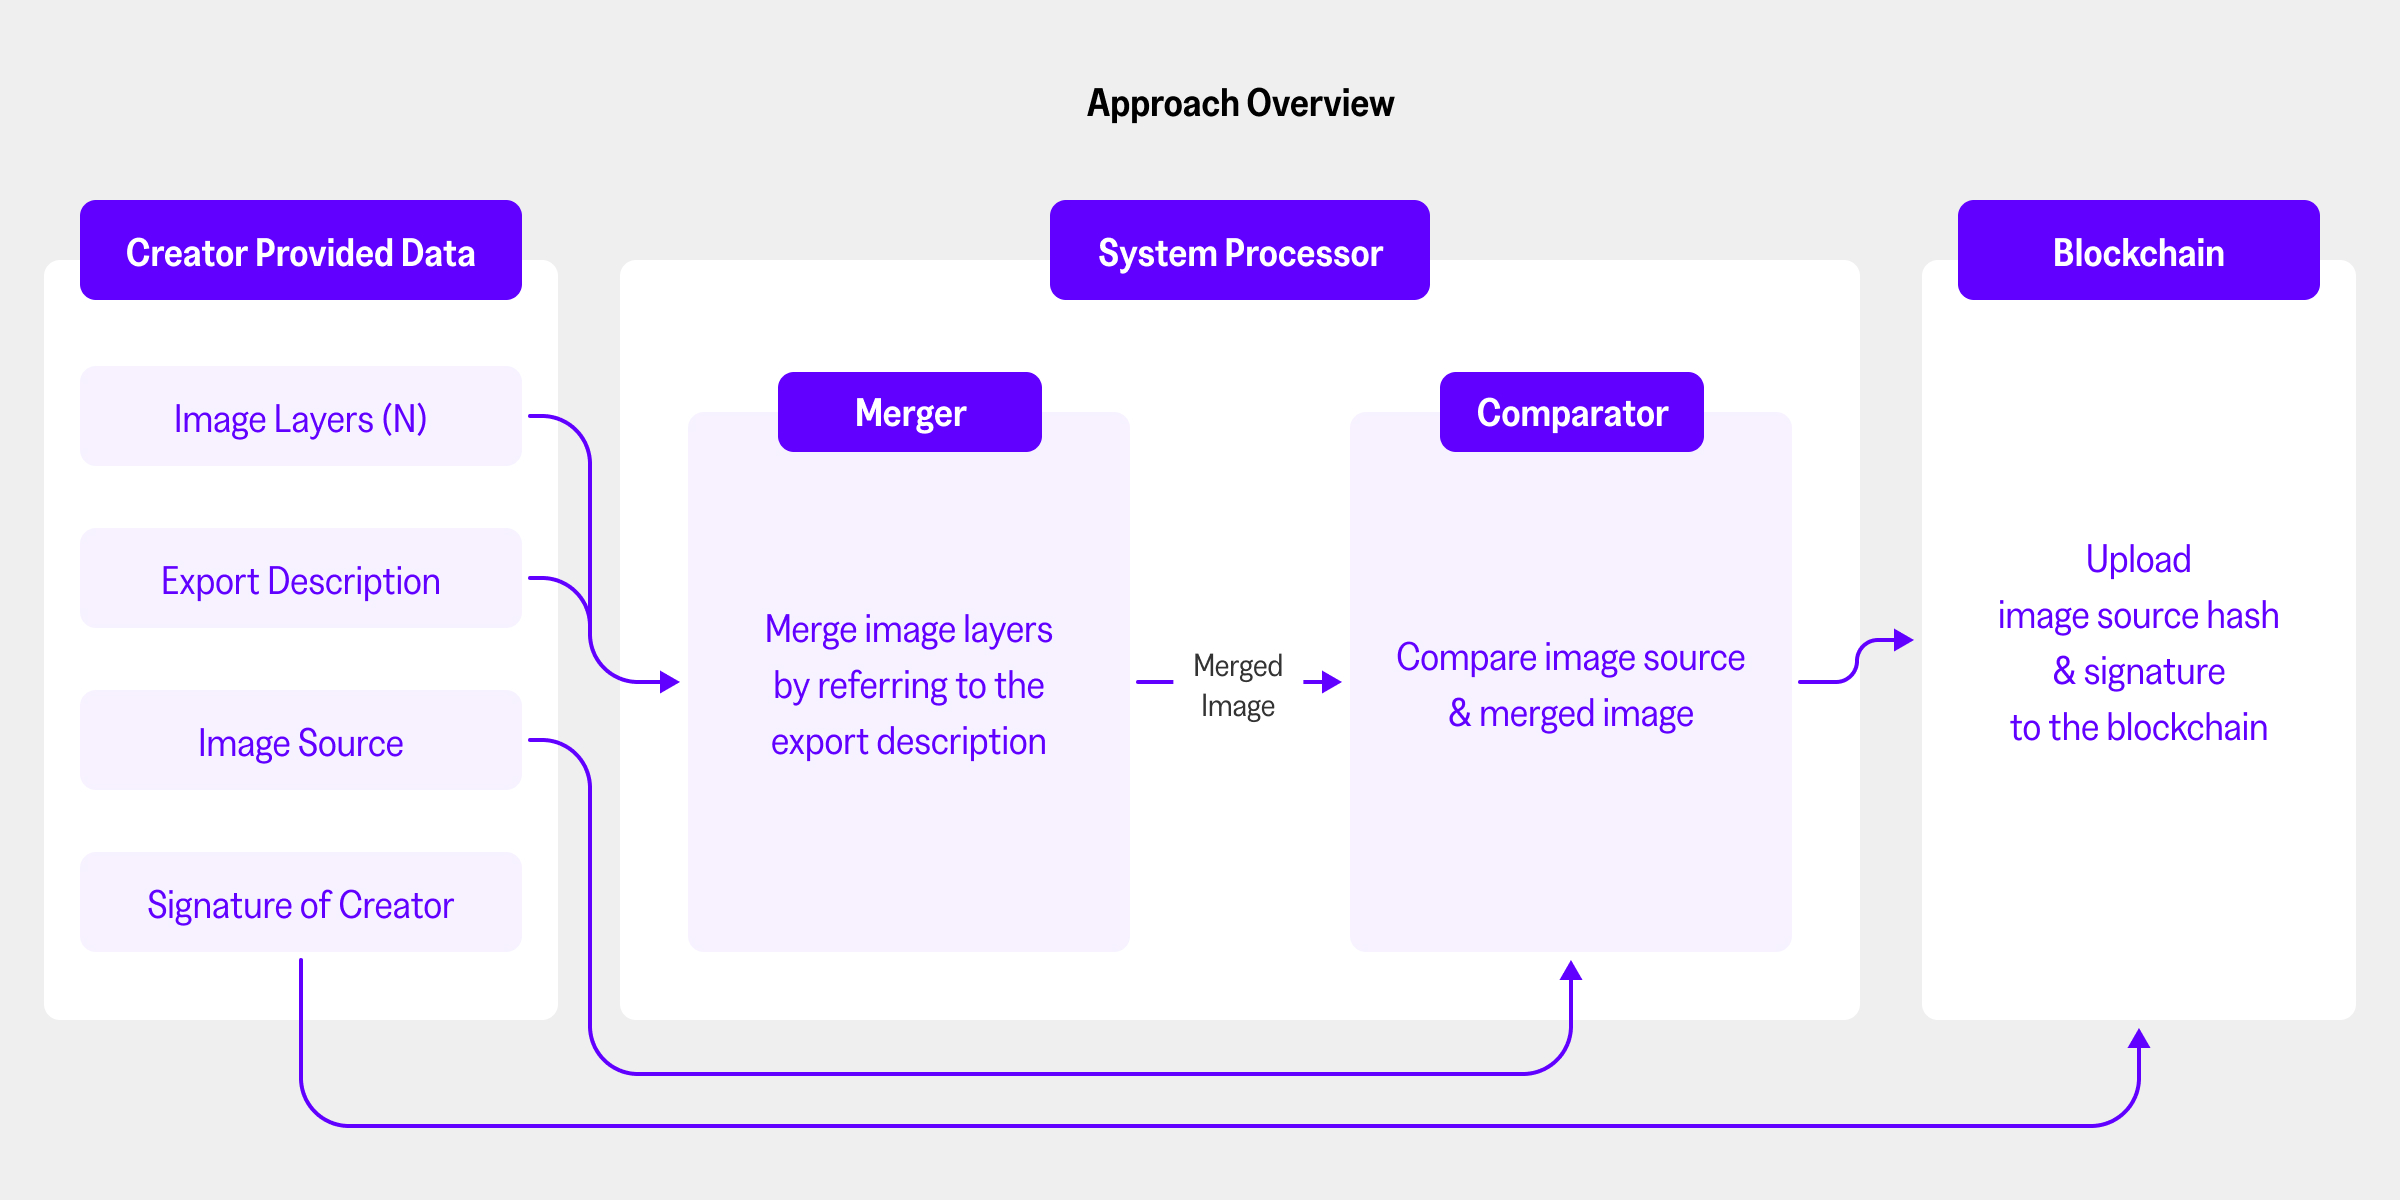 Approach Overview
Creator Provided Data
Image Layers (N)
Export Description
Image Source
Signature of Creator
System Processor
Merger
Merge image layers
by referring to the
export description
Merged
Image
Comparator
Compare image source
& merged image
Blockchain
Upload
image source hash
& signature
to the blockchain